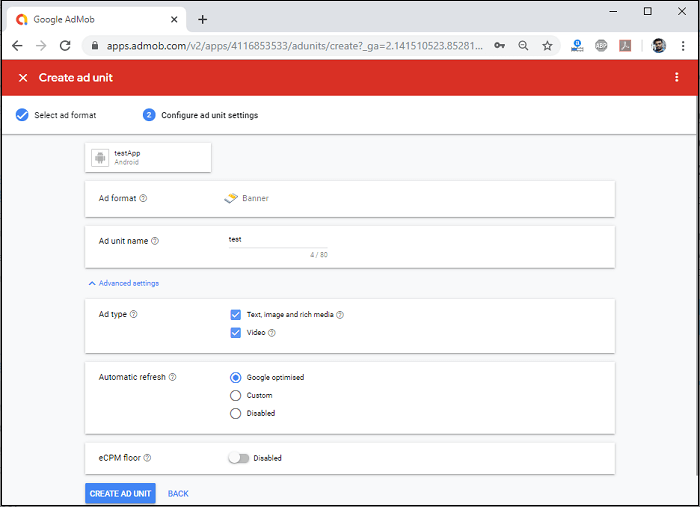 Google AdMob
apps.admob.com/v2/apps/4116853533/adunits/create?_ga=2.141510523.85281...
ABP
Create ad unit
Select ad format
2 Configure ad unit settings
testApp
Android
Ad format
Banner
Ad unit name
test
4 / 80
Advanced settings
Ad type
Text, image and rich media
Video
Automatic refresh
Google optimised
Custom
Disabled
eCPM floor
Disabled
CREATE AD UNIT BACK